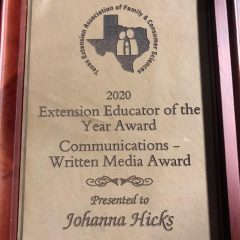 Texas Extension Association of Family & Consumer Sciences
2020
Extension Educator of the
Year Award
Communications –
Written Media Award
Presented to
Johanna Hicks